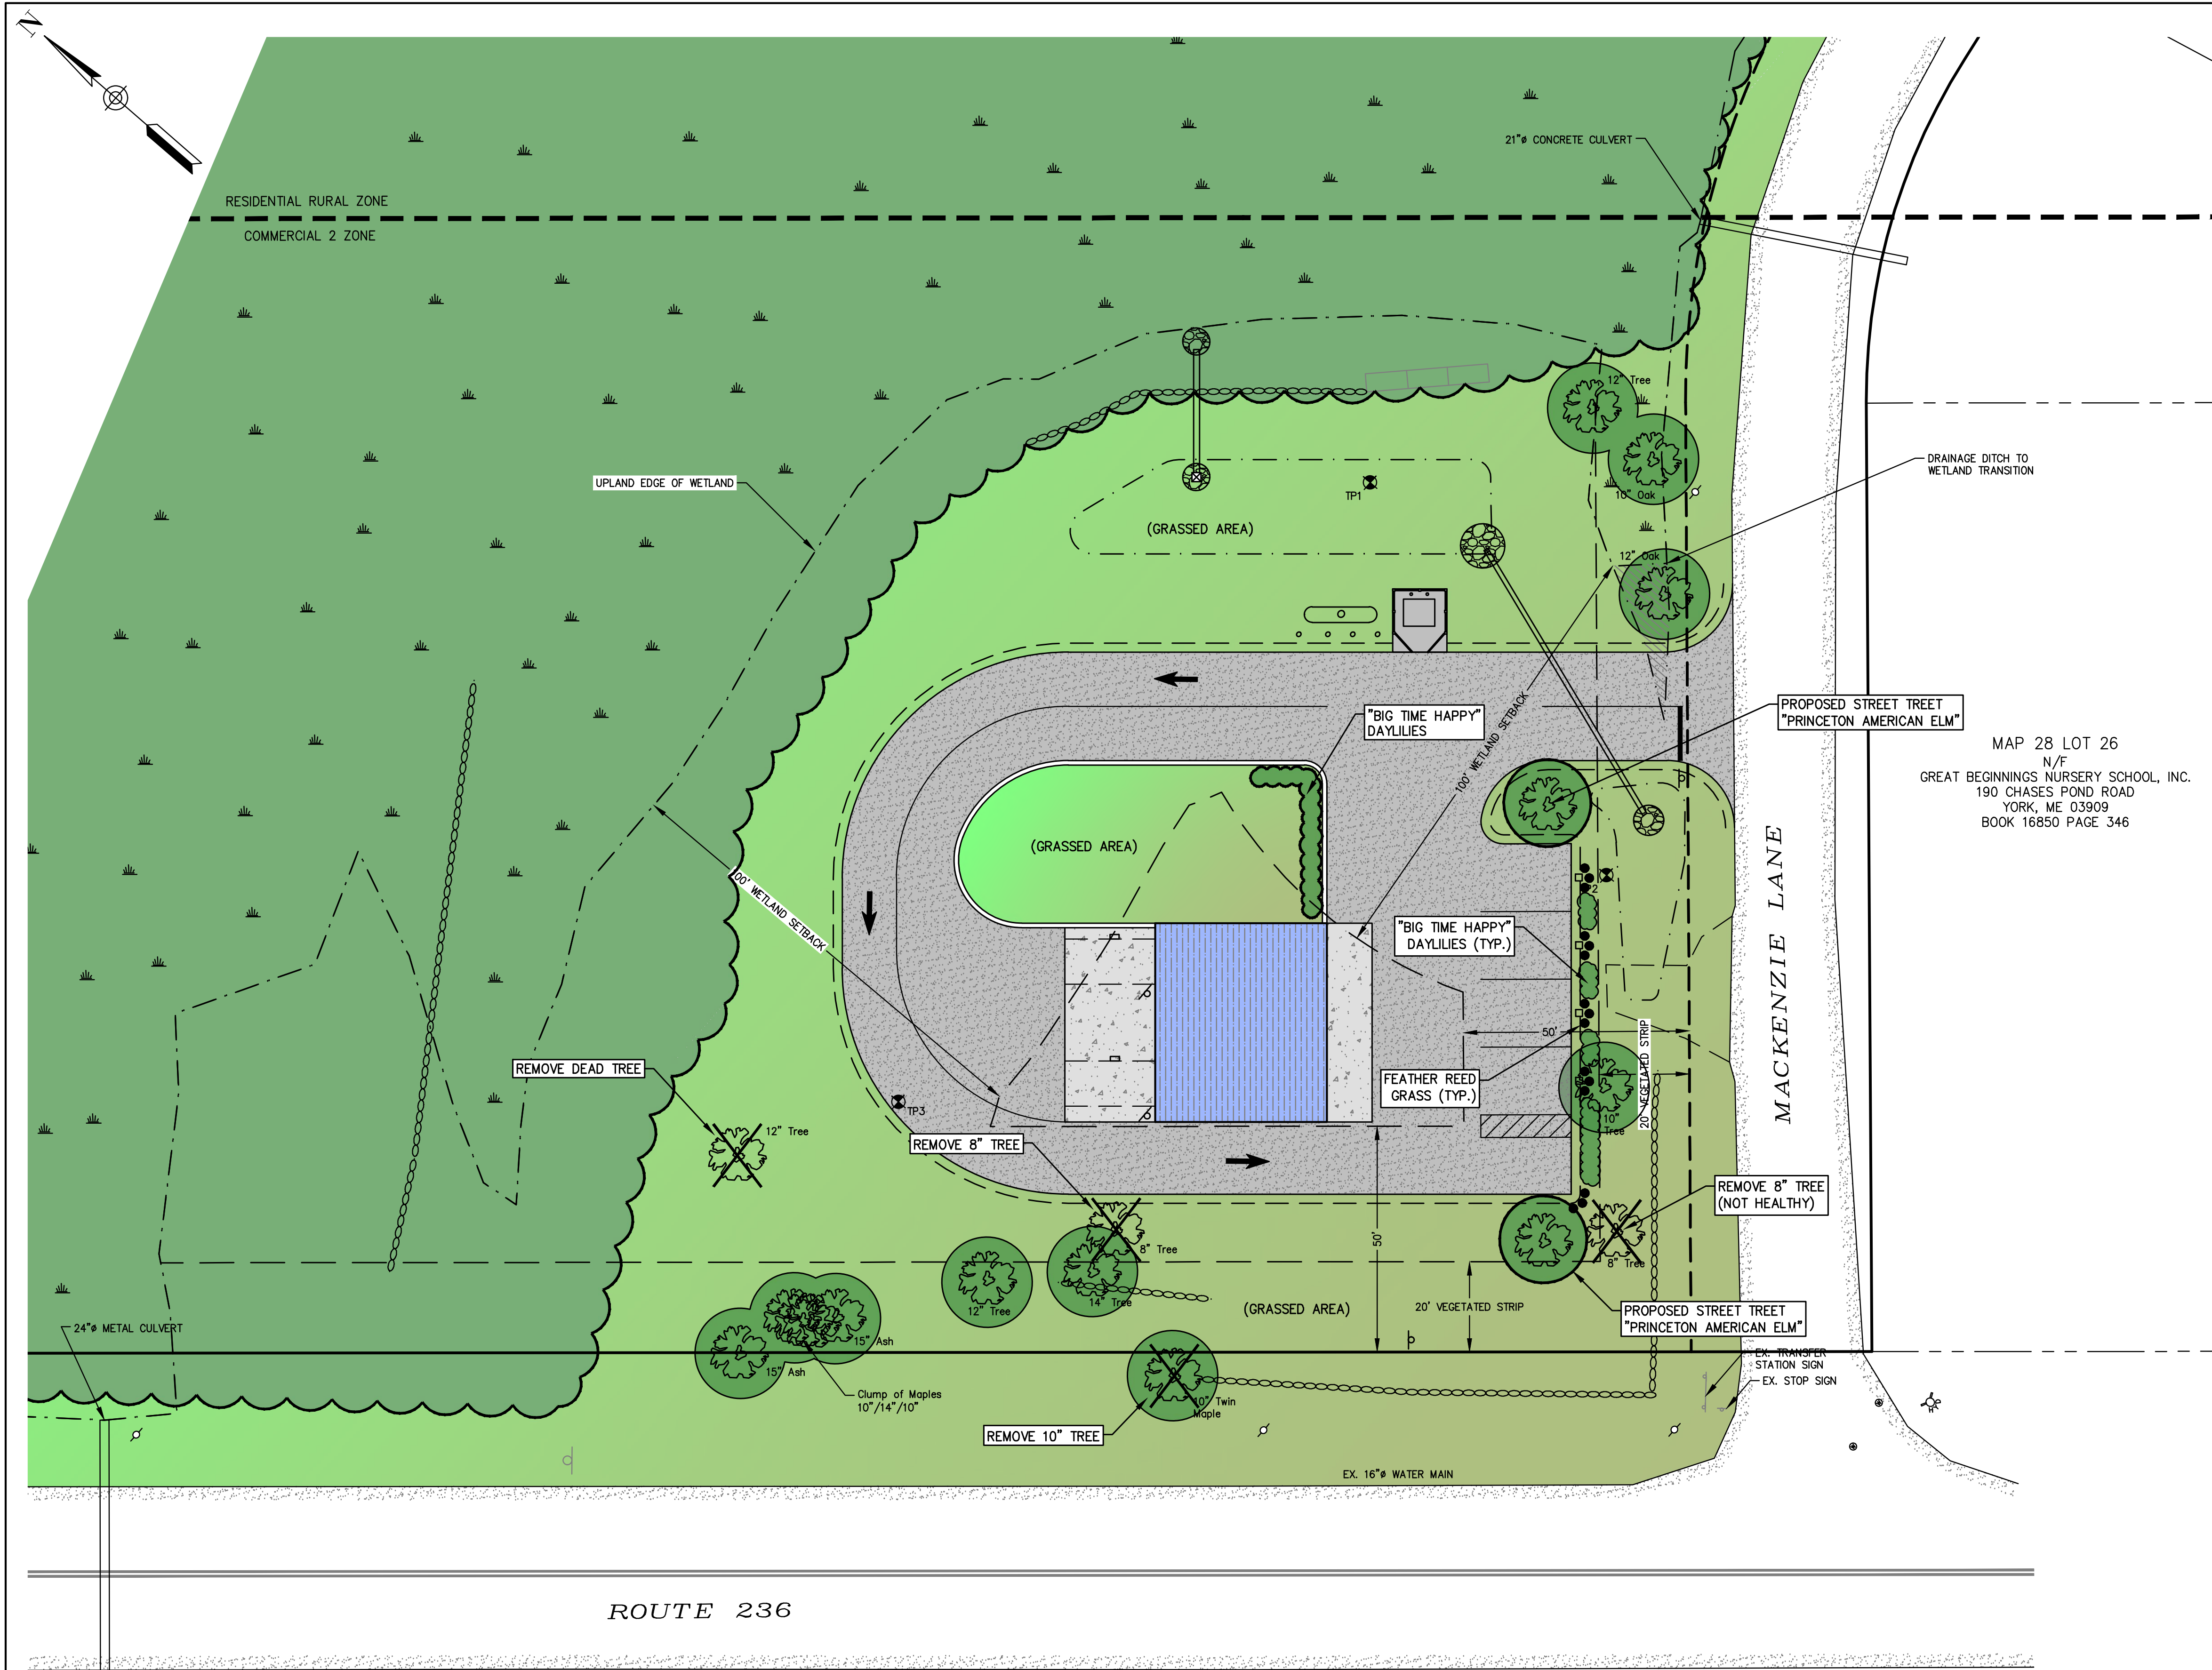 N
21"ø CONCRETE CULVERT
RESIDENTIAL RURAL ZONE
COMMERCIAL 2 ZONE
12" Tree
UPLAND EDGE OF WETLAND
DRAINAGE DITCH TO
WETLAND TRANSITION
TP1
10" Oak
(GRASSED AREA)
12" Oak
"BIG TIME HAPPY"
DAYLILIES
100' WETLAND SETBACK
PROPOSED STREET TREET
"PRINCETON AMERICAN ELM"
MAP 28 LOT 26
N/F
GREAT BEGINNINGS NURSERY SCHOOL, INC.
190 CHASES POND ROAD
YORK, ME 03909
BOOK 16850 PAGE 346
(GRASSED AREA)
00' WETLAND SETBACK
"BIG TIME HAPPY"
DAYLILIES (TYP.)
MACKENZIE LANE
50'
20' VEGETATED STRIP
REMOVE DEAD TREE
FEATHER REED
GRASS (TYP.)
TP3
10"
Tree
12" Tree
REMOVE 8" TREE
REMOVE 8" TREE
(NOT HEALTHY)
8" Tree
50'
8" Tree
12" Tree
14" Tree
(GRASSED AREA)
20' VEGETATED STRIP
PROPOSED STREET TREET
"PRINCETON AMERICAN ELM"
24"ø METAL CULVERT
15" Ash
15" Ash
EX. TRANSFER
STATION SIGN
EX. STOP SIGN
Clump of Maples
10"/14"/10"
10" Twin
Maple
REMOVE 10" TREE
EX. 16"ø WATER MAIN
ROUTE 236